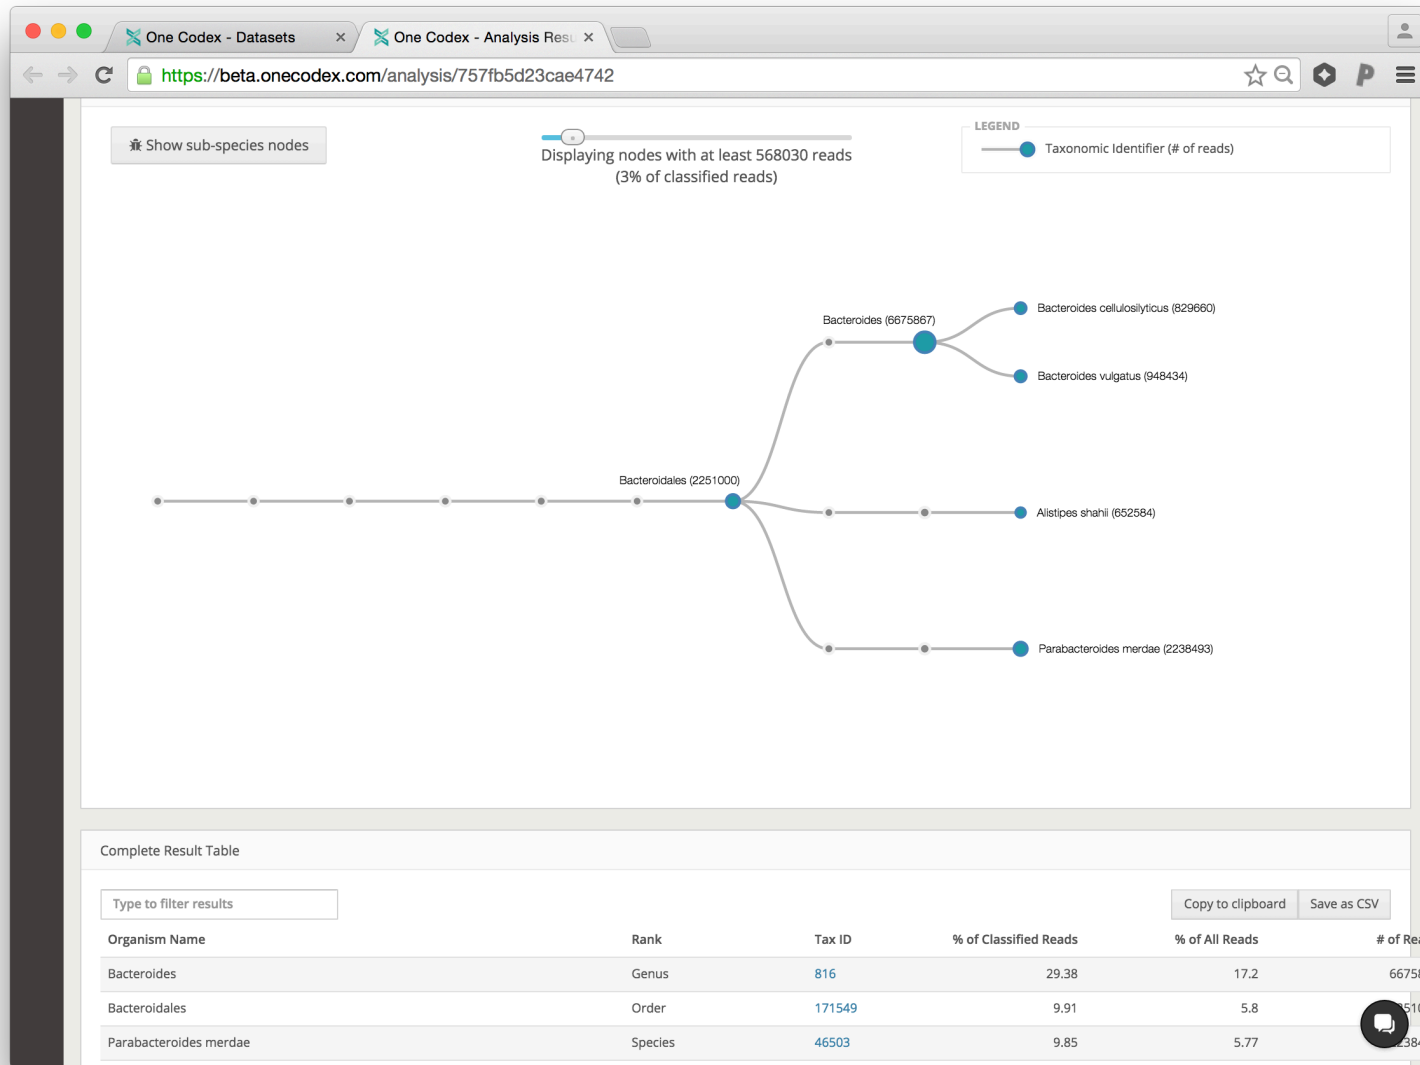 One Codex - Datasets
One Codex - Analysis Resu
https://beta.onecodex.com/analysis/757fb5d23cae4742
Show sub-species nodes
Displaying nodes with at least 568030 reads
(3% of classified reads)
LEGEND
Taxonomic Identifier (# of reads)
Bacteroides cellulosilyticus (829660)
Bacteroides (6675867)
Bacteroides vulgatus (948434)
Bacteroidales (2251000)
Alistipes shahii (652584)
Parabacteroides merdae (2238493)
Complete Result Table
Type to filter results
Copy to clipboard Save as CSV
Organism Name Rank Tax ID % of Classified Reads % of All Reads # of Rea
Bacteroides Genus 816 29.38 17.2 66758
Bacteroidales Order 171549 9.91 5.8
Parabacteroides merdae Species 46503 9.85 5.77